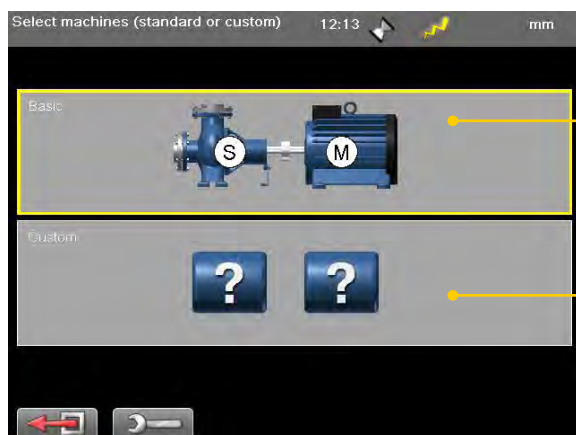 Select machines (standard or custom) 12:13 mm
Basic
S M
Custom
? ?